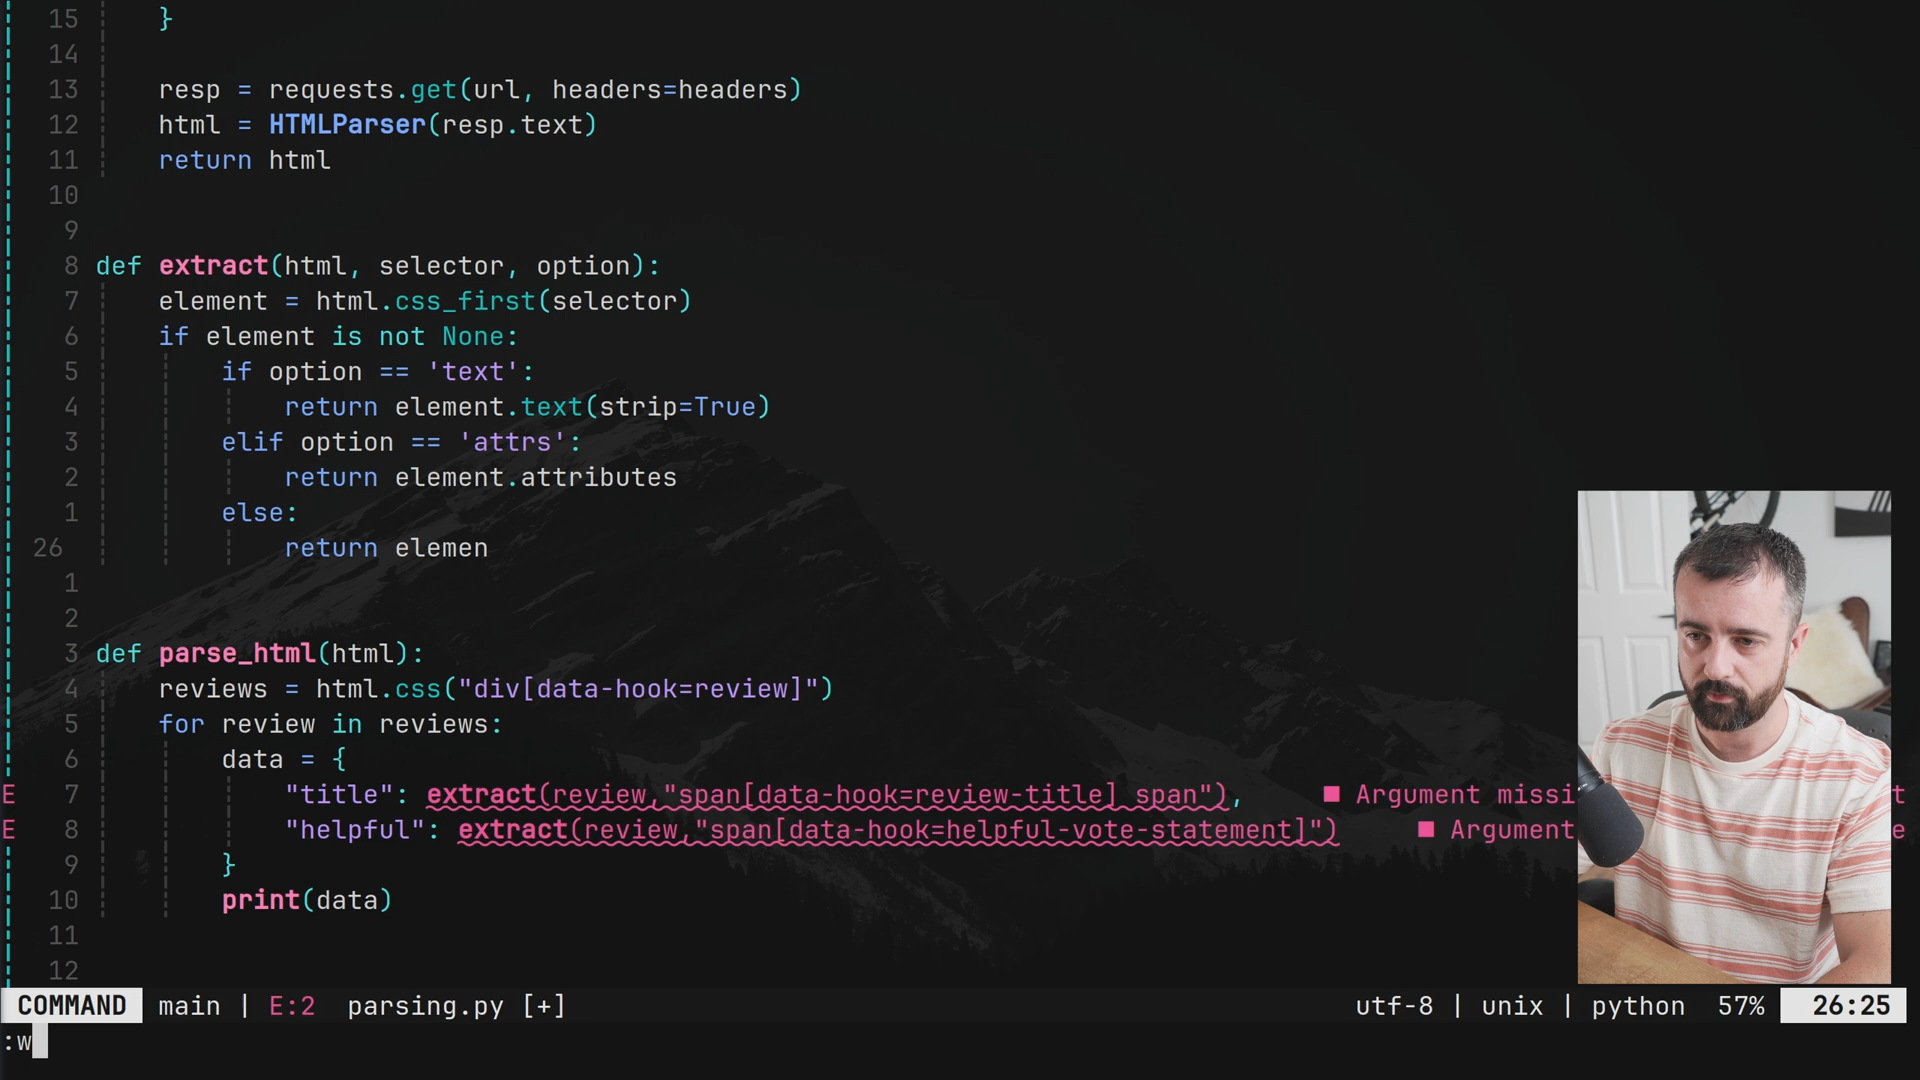 15 }
14
13 resp = requests.get(url, headers=headers)
12 html = HTMLParser(resp.text)
11 return html
10
9
8 def extract(html, selector, option):
7 element = html.css_first(selector)
6 if element is not None:
5 if option == 'text':
4 return element.text(strip=True)
3 elif option == 'attrs':
2 return element.attributes
1 else:
26 return elemen
1
2
3 def parse_html(html):
4 reviews = html.css("div[data-hook=review]")
5 for review in reviews:
6 data = {
E 7 "title": extract(review,"span[data-hook=review-title] span"), ■ Argument missi t
E 8 "helpful": extract(review,"span[data-hook=helpful-vote-statement]") ■ Argument e
9 }
10 print(data)
11
12
COMMAND main | E:2 parsing.py [+] utf-8 | unix | python 57% 26:25
:w